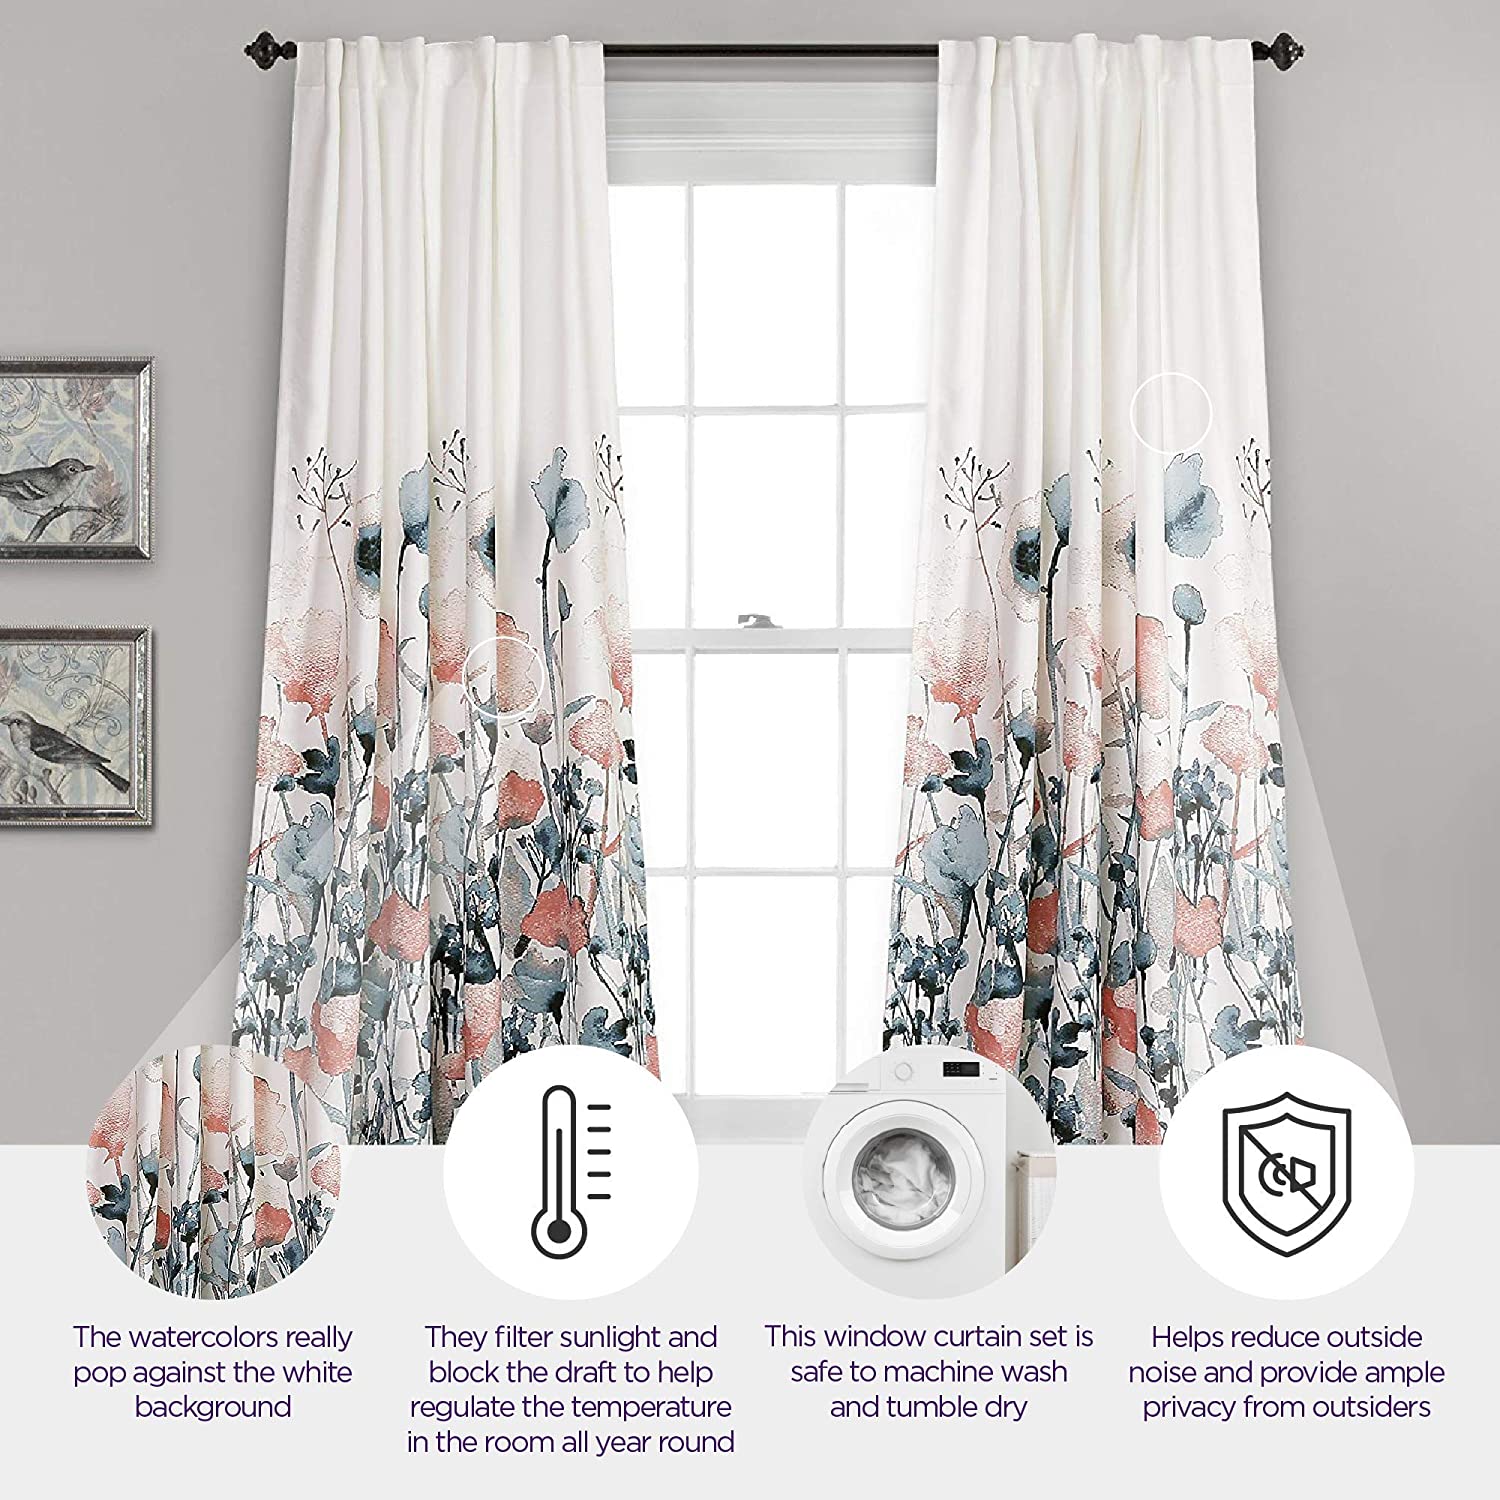 The watercolors really
pop against the white
background
They filter sunlight and
block the draft to help
regulate the temperature
in the room all year round
This window curtain set is
safe to machine wash
and tumble dry
Helps reduce outside
noise and provide ample
privacy from outsiders